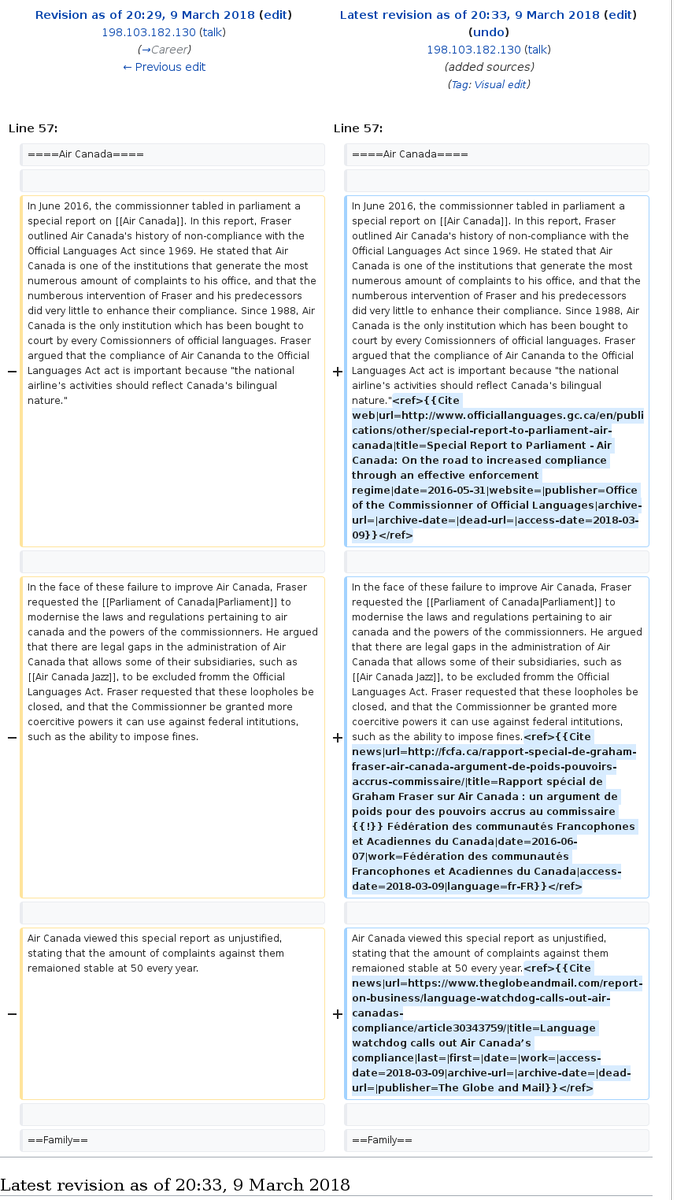 Revision as of 20:29, 9 March 2018 (edit)
198.103.182.130 (talk)
(→Career)
← Previous edit
Latest revision as of 20:33, 9 March 2018 (edit)
(undo)
198.103.182.130 (talk)
(added sources)
(Tag: Visual edit)
Line 57:
Line 57:
====Air Canada====
====Air Canada====
−
In June 2016, the commissioner tabled in parliament a
special report on [[Air Canada]]. In this report, Fraser
outlined Air Canada's history of non-compliance with the
Official Languages Act since 1969. He stated that Air
Canada is one of the institutions that generate the most
numerous amount of complaints to his office, and that the
numberous intervention of Fraser and his predecessors
did very little to enhance their compliance. Since 1988, Air
Canada is the only institution which has been bought to
court by every Comissionners of official languages. Fraser
argued that the compliance of Air Cananda to the Official
Languages Act act is important because "the national
airline's activities should reflect Canada's bilingual
nature."
+
In June 2016, the commissioner tabled in parliament a
special report on [[Air Canada]]. In this report, Fraser
outlined Air Canada's history of non-compliance with the
Official Languages Act since 1969. He stated that Air
Canada is one of the institutions that generate the most
numerous amount of complaints to his office, and that the
numberous intervention of Fraser and his predecessors
did very little to enhance their compliance. Since 1988, Air
Canada is the only institution which has been bought to
court by every Comissionners of official languages. Fraser
argued that the compliance of Air Cananda to the Official
Languages Act act is important because "the national
airline's activities should reflect Canada's bilingual
nature."<ref>{{Cite
web|url=http://www.officiallanguages.gc.ca/en/publi
cations/other/special-report-to-parliament-air-
canada|title=Special Report to Parliament - Air
Canada: On the road to increased compliance
through an effective enforcement
regime|date=2016-05-31|website=|publisher=Office
of the Commissionner of Official Languages|archive-
url=|archive-date=|dead-url=|access-date=2018-03-
09}}</ref>
−
In the face of these failure to improve Air Canada, Fraser
requested the [[Parliament of Canada|Parliament]] to
modernise the laws and regulations pertaining to air
canada and the powers of the commissionners. He argued
that there are legal gaps in the administration of Air
Canada that allows some of their subsidiaries, such as
[[Air Canada Jazz]], to be excluded fromm the Official
Languages Act. Fraser requested that these loopholes be
closed, and that the Commissioner be granted more
coercitive powers it can use against federal intitutions,
such as the ability to impose fines.
+
In the face of these failure to improve Air Canada, Fraser
requested the [[Parliament of Canada|Parliament]] to
modernise the laws and regulations pertaining to air
canada and the powers of the commissionners. He argued
that there are legal gaps in the administration of Air
Canada that allows some of their subsidiaries, such as
[[Air Canada Jazz]], to be excluded fromm the Official
Languages Act. Fraser requested that these loopholes be
closed, and that the Commissioner be granted more
coercitive powers it can use against federal intitutions,
such as the ability to impose fines.<ref>{{Cite
news|url=http://fcfa.ca/rapport-special-de-graham-
fraser-air-canada-argument-de-poids-pouvoirs-
accrus-commissaire/|title=Rapport spécial de
Graham Fraser sur Air Canada : un argument de
poids pour des pouvoirs accrus au commissaire
{{!}} Fédération des communautés Francophones
et Acadiennes du Canada|date=2016-06-
07|work=Fédération des communautés
Francophones et Acadiennes du Canada|access-
date=2018-03-09|language=fr-FR}}</ref>
−
Air Canada viewed this special report as unjustified,
stating that the amount of complaints against them
remaioned stable at 50 every year.
+
Air Canada viewed this special report as unjustified,
stating that the amount of complaints against them
remaioned stable at 50 every year.<ref>{{Cite
news|url=https://www.theglobeandmail.com/report-
on-business/language-watchdog-calls-out-air-
canadas-
compliance/article30343759/|title=Language
watchdog calls out Air Canada’s
compliance|last=|first=|date=|work=|access-
date=2018-03-09|archive-url=|archive-date=|dead-
url=|publisher=The Globe and Mail}}</ref>
==Family==
==Family==
Latest revision as of 20:33, 9 March 2018